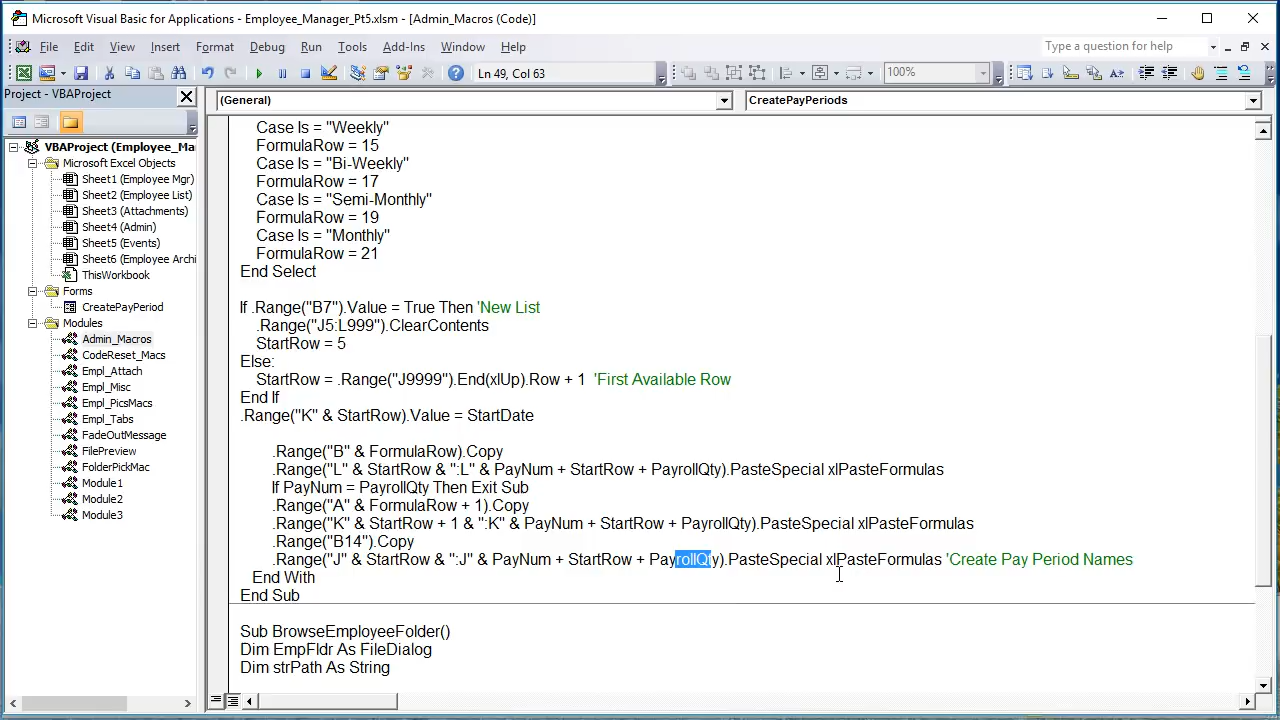 Microsoft Visual Basic for Applications - Employee_Manager_Pt5.xlsm - [Admin_Macros (Code)]
File Edit View Insert Format Debug Run Tools Add-Ins Window Help
Type a question for help
Ln 49, Col 63
100%
Project - VBAProject
(General)
CreatePayPeriods
VBAProject (Employee_Ma
Microsoft Excel Objects
Sheet1 (Employee Mgr)
Sheet2 (Employee List)
Sheet3 (Attachments)
Sheet4 (Admin)
Sheet5 (Events)
Sheet6 (Employee Archi
ThisWorkbook
Forms
CreatePayPeriod
Modules
Admin_Macros
CodeReset_Macs
Empl_Attach
Empl_Misc
Empl_PicsMacs
Empl_Tabs
FadeOutMessage
FilePreview
FolderPickMac
Module1
Module2
Module3
Case Is = "Weekly"
FormulaRow = 15
Case Is = "Bi-Weekly"
FormulaRow = 17
Case Is = "Semi-Monthly"
FormulaRow = 19
Case Is = "Monthly"
FormulaRow = 21
End Select
If .Range("B7").Value = True Then 'New List
.Range("J5:L999").ClearContents
StartRow = 5
Else:
StartRow = .Range("J9999").End(xlUp).Row + 1 'First Available Row
End If
.Range("K" & StartRow).Value = StartDate
.Range("B" & FormulaRow).Copy
.Range("L" & StartRow & ":L" & PayNum + StartRow + PayrollQty).PasteSpecial xlPasteFormulas
If PayNum = PayrollQty Then Exit Sub
.Range("A" & FormulaRow + 1).Copy
.Range("K" & StartRow + 1 & ":K" & PayNum + StartRow + PayrollQty).PasteSpecial xlPasteFormulas
.Range("B14").Copy
.Range("J" & StartRow & ":J" & PayNum + StartRow + PayrollQty).PasteSpecial xlPasteFormulas 'Create Pay Period Names
End With
End Sub
Sub BrowseEmployeeFolder()
Dim EmpFldr As FileDialog
Dim strPath As String